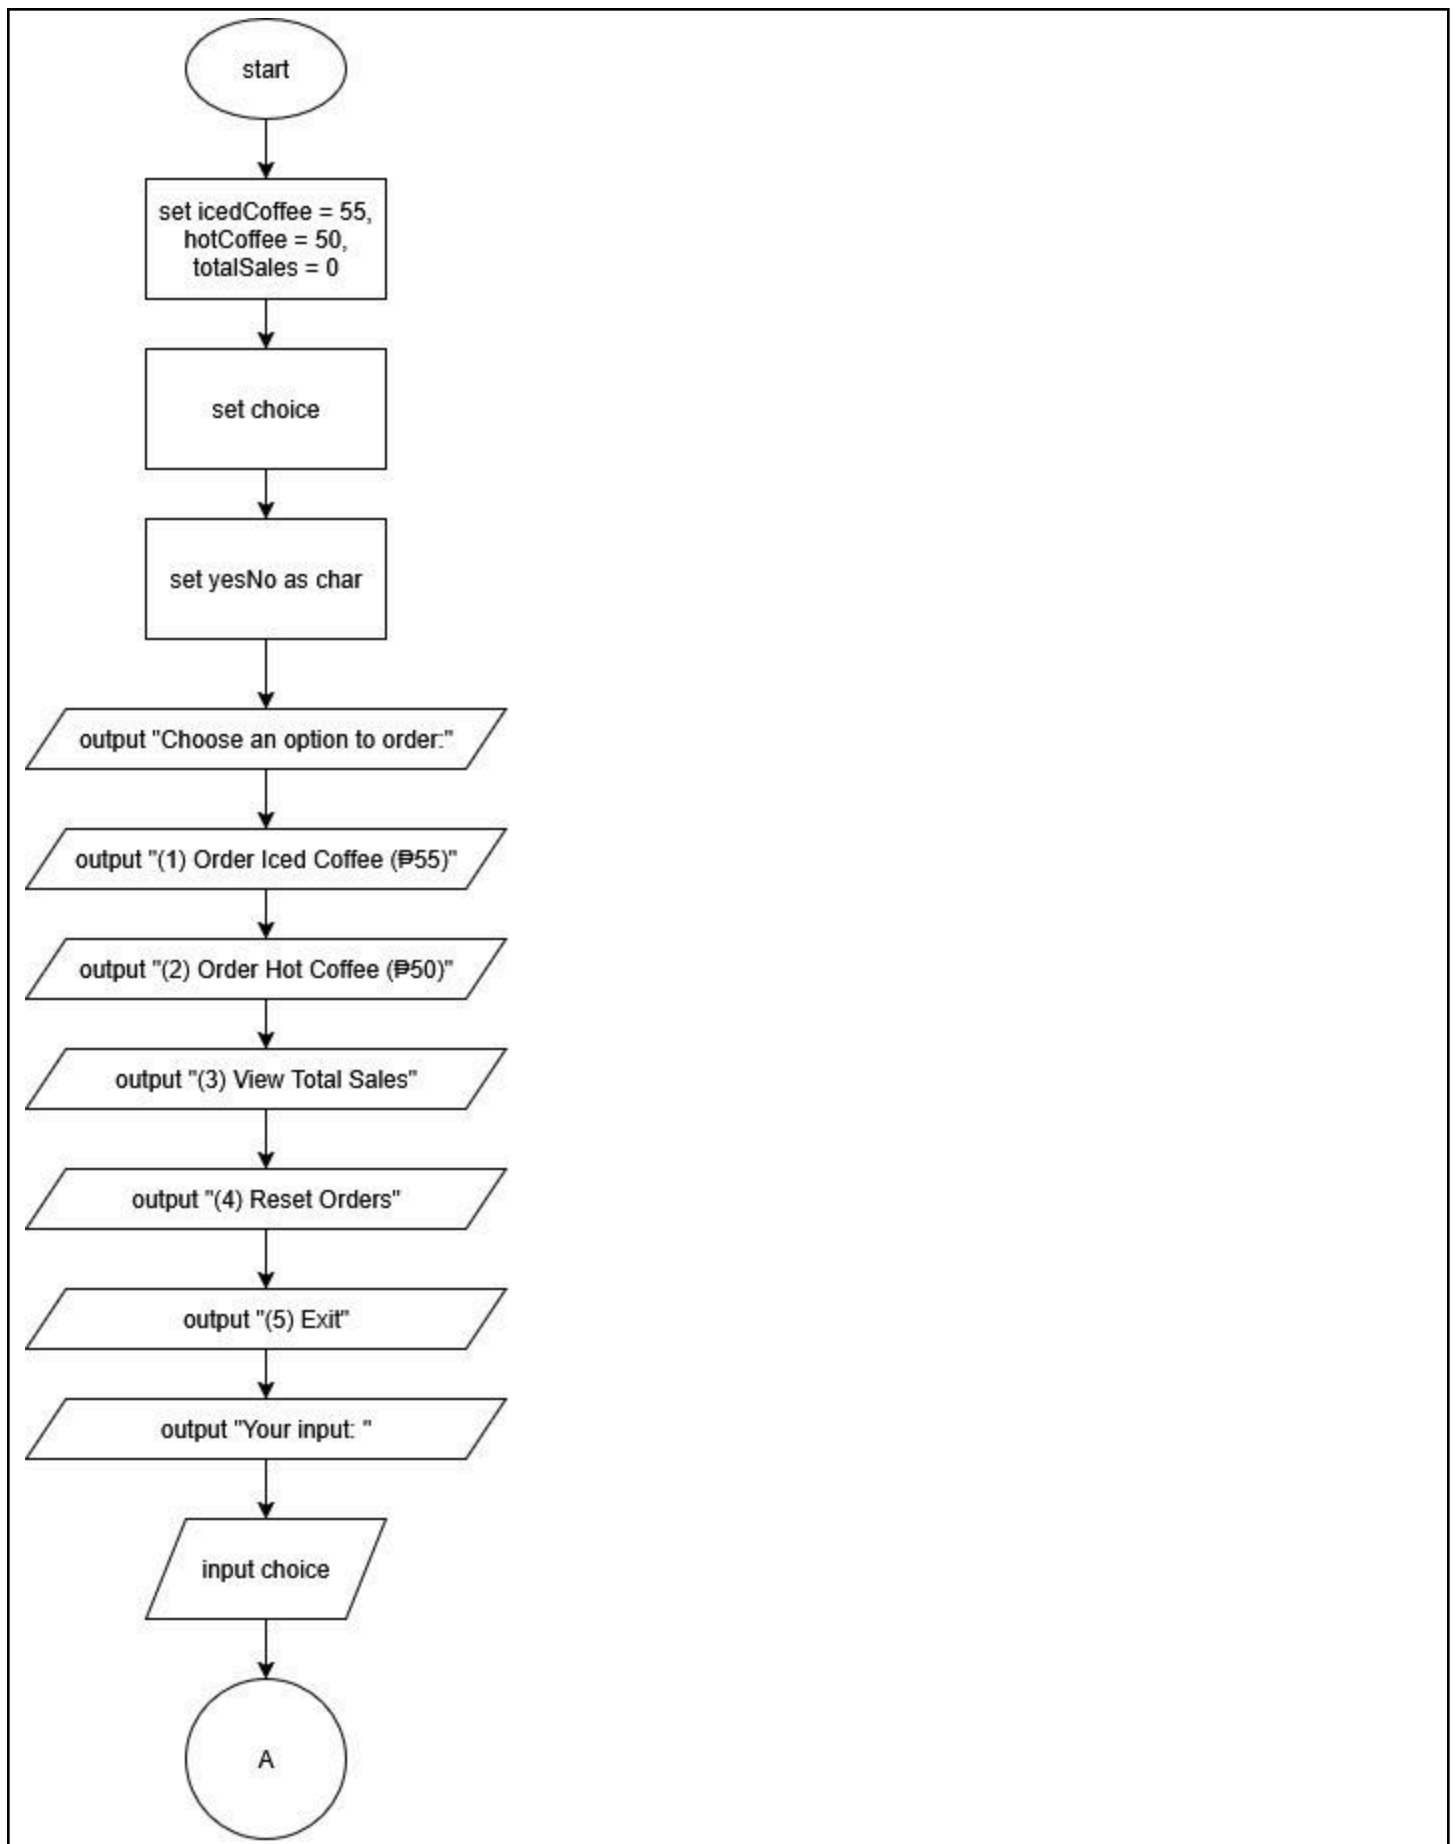 start
set icedCoffee = 55,
hotCoffee = 50,
totalSales = 0
set choice
set yesNo as char
output "Choose an option to order:"
output "(1) Order Iced Coffee (₱55)"
output "(2) Order Hot Coffee (₱50)"
output "(3) View Total Sales"
output "(4) Reset Orders"
output "(5) Exit"
output "Your input: "
input choice
A